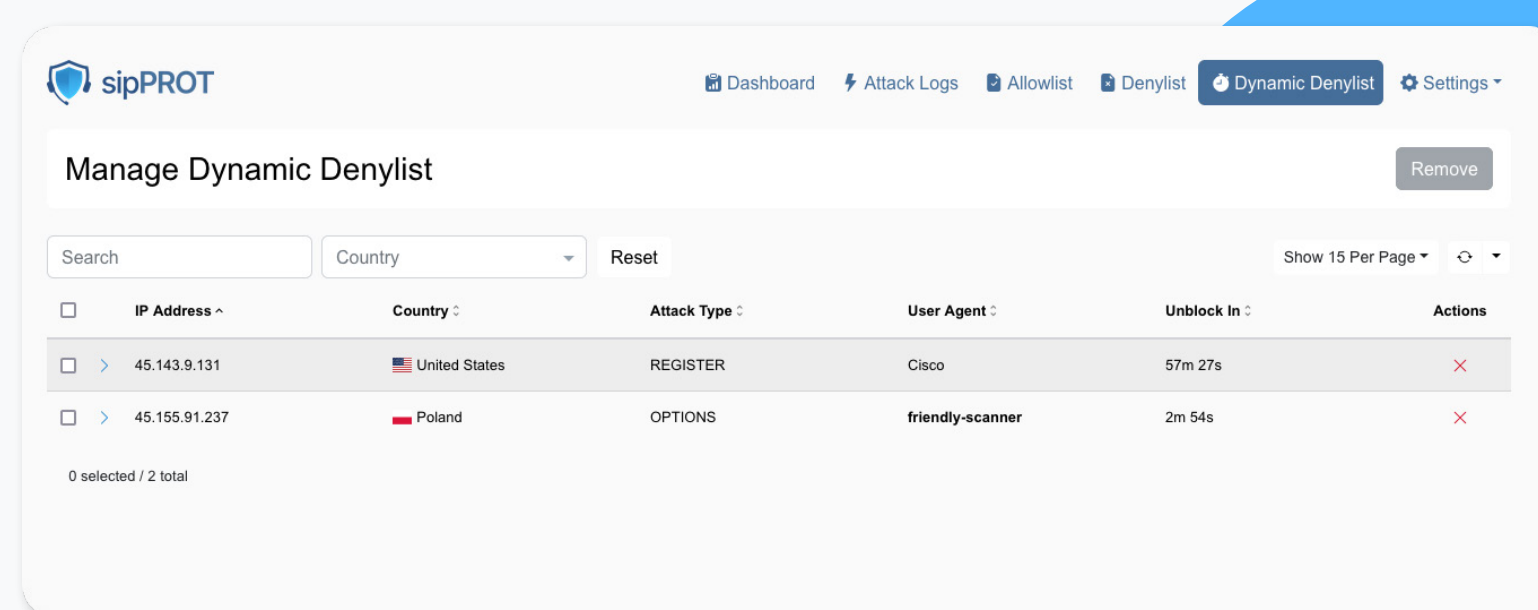 sipPROT Dashboard Attack Logs Allowlist Denylist Dynamic Denylist Settings
Manage Dynamic Denylist Remove
Search Country Reset Show 15 Per Page
IP Address Country Attack Type User Agent Unblock In Actions
45.143.9.131 United States REGISTER Cisco 57m 27s
45.155.91.237 Poland OPTIONS friendly-scanner 2m 54s
0 selected / 2 total